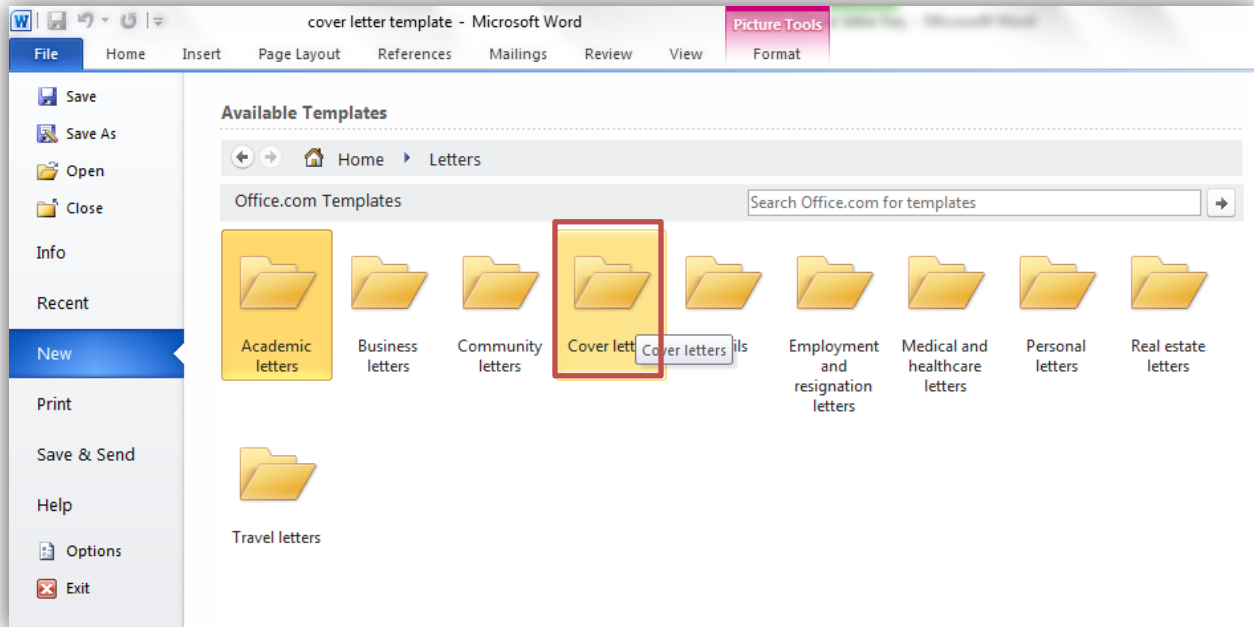 cover letter template - Microsoft Word
Picture Tools
File Home Insert Page Layout References Mailings Review View Format
Save
Save As
Open
Close
Info
Recent
New
Print
Save & Send
Help
Options
Exit
Available Templates
Home Letters
Office.com Templates
Search Office.com for templates
Academic
letters
Business
letters
Community
letters
Cover lett
Cover letters
ils
Employment
and
resignation
letters
Medical and
healthcare
letters
Personal
letters
Real estate
letters
Travel letters